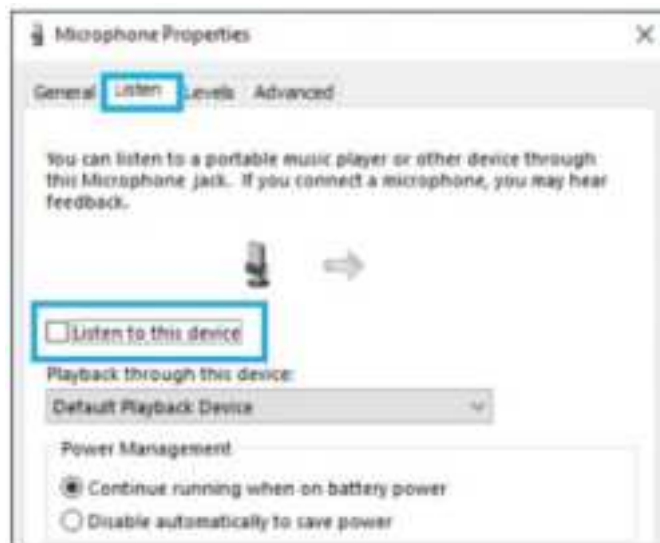 Microphone Properties
General Listen Levels Advanced
You can listen to a portable music player or other device through
this Microphone jack. If you connect a microphone, you may hear
feedback.
Listen to this device
Playback through this device:
Default Playback Device
Power Management
Continue running when on battery power
Disable automatically to save power